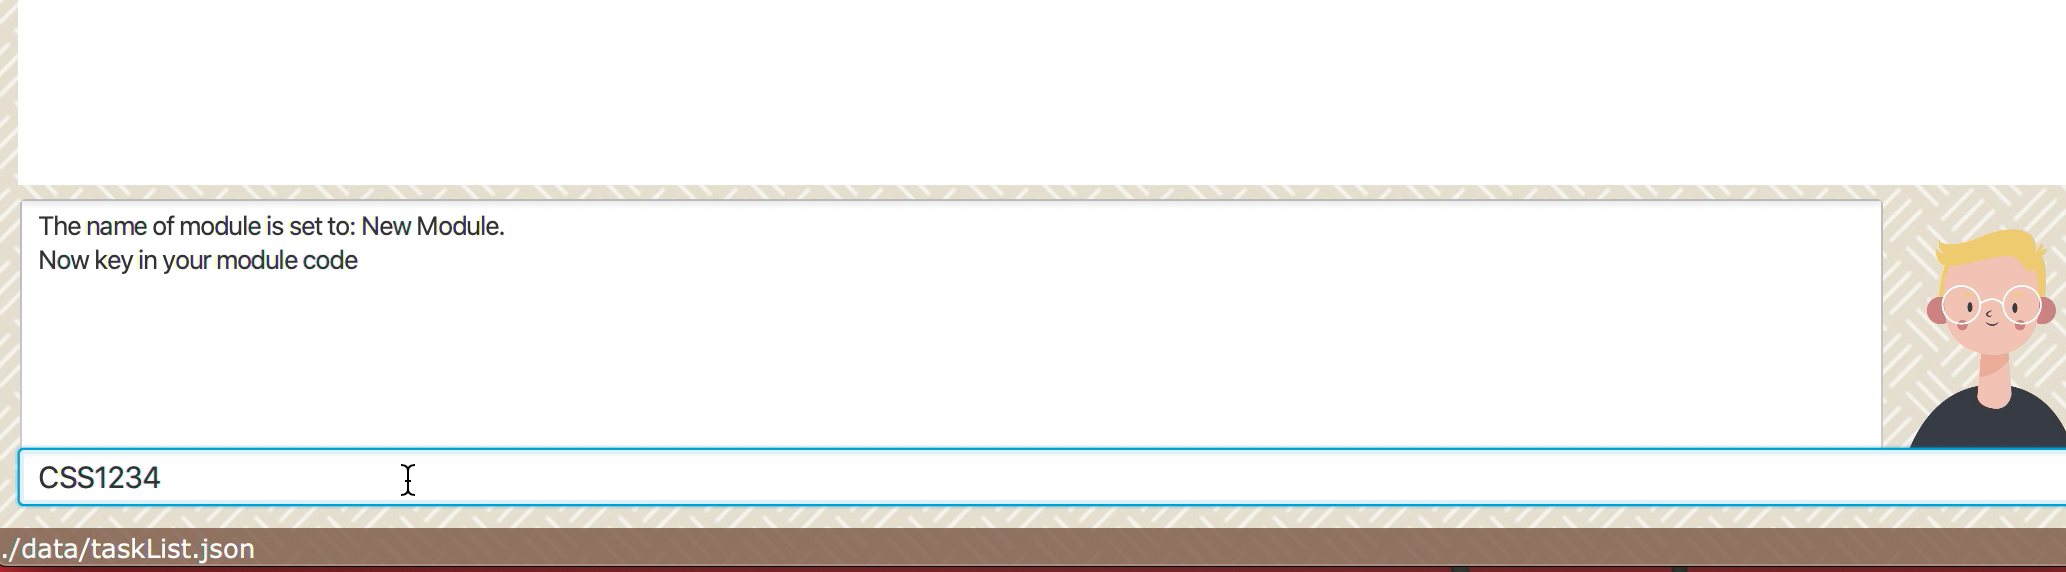 The name of module is set to: New Module.
Now key in your module code
CSS1234
./data/taskList.json